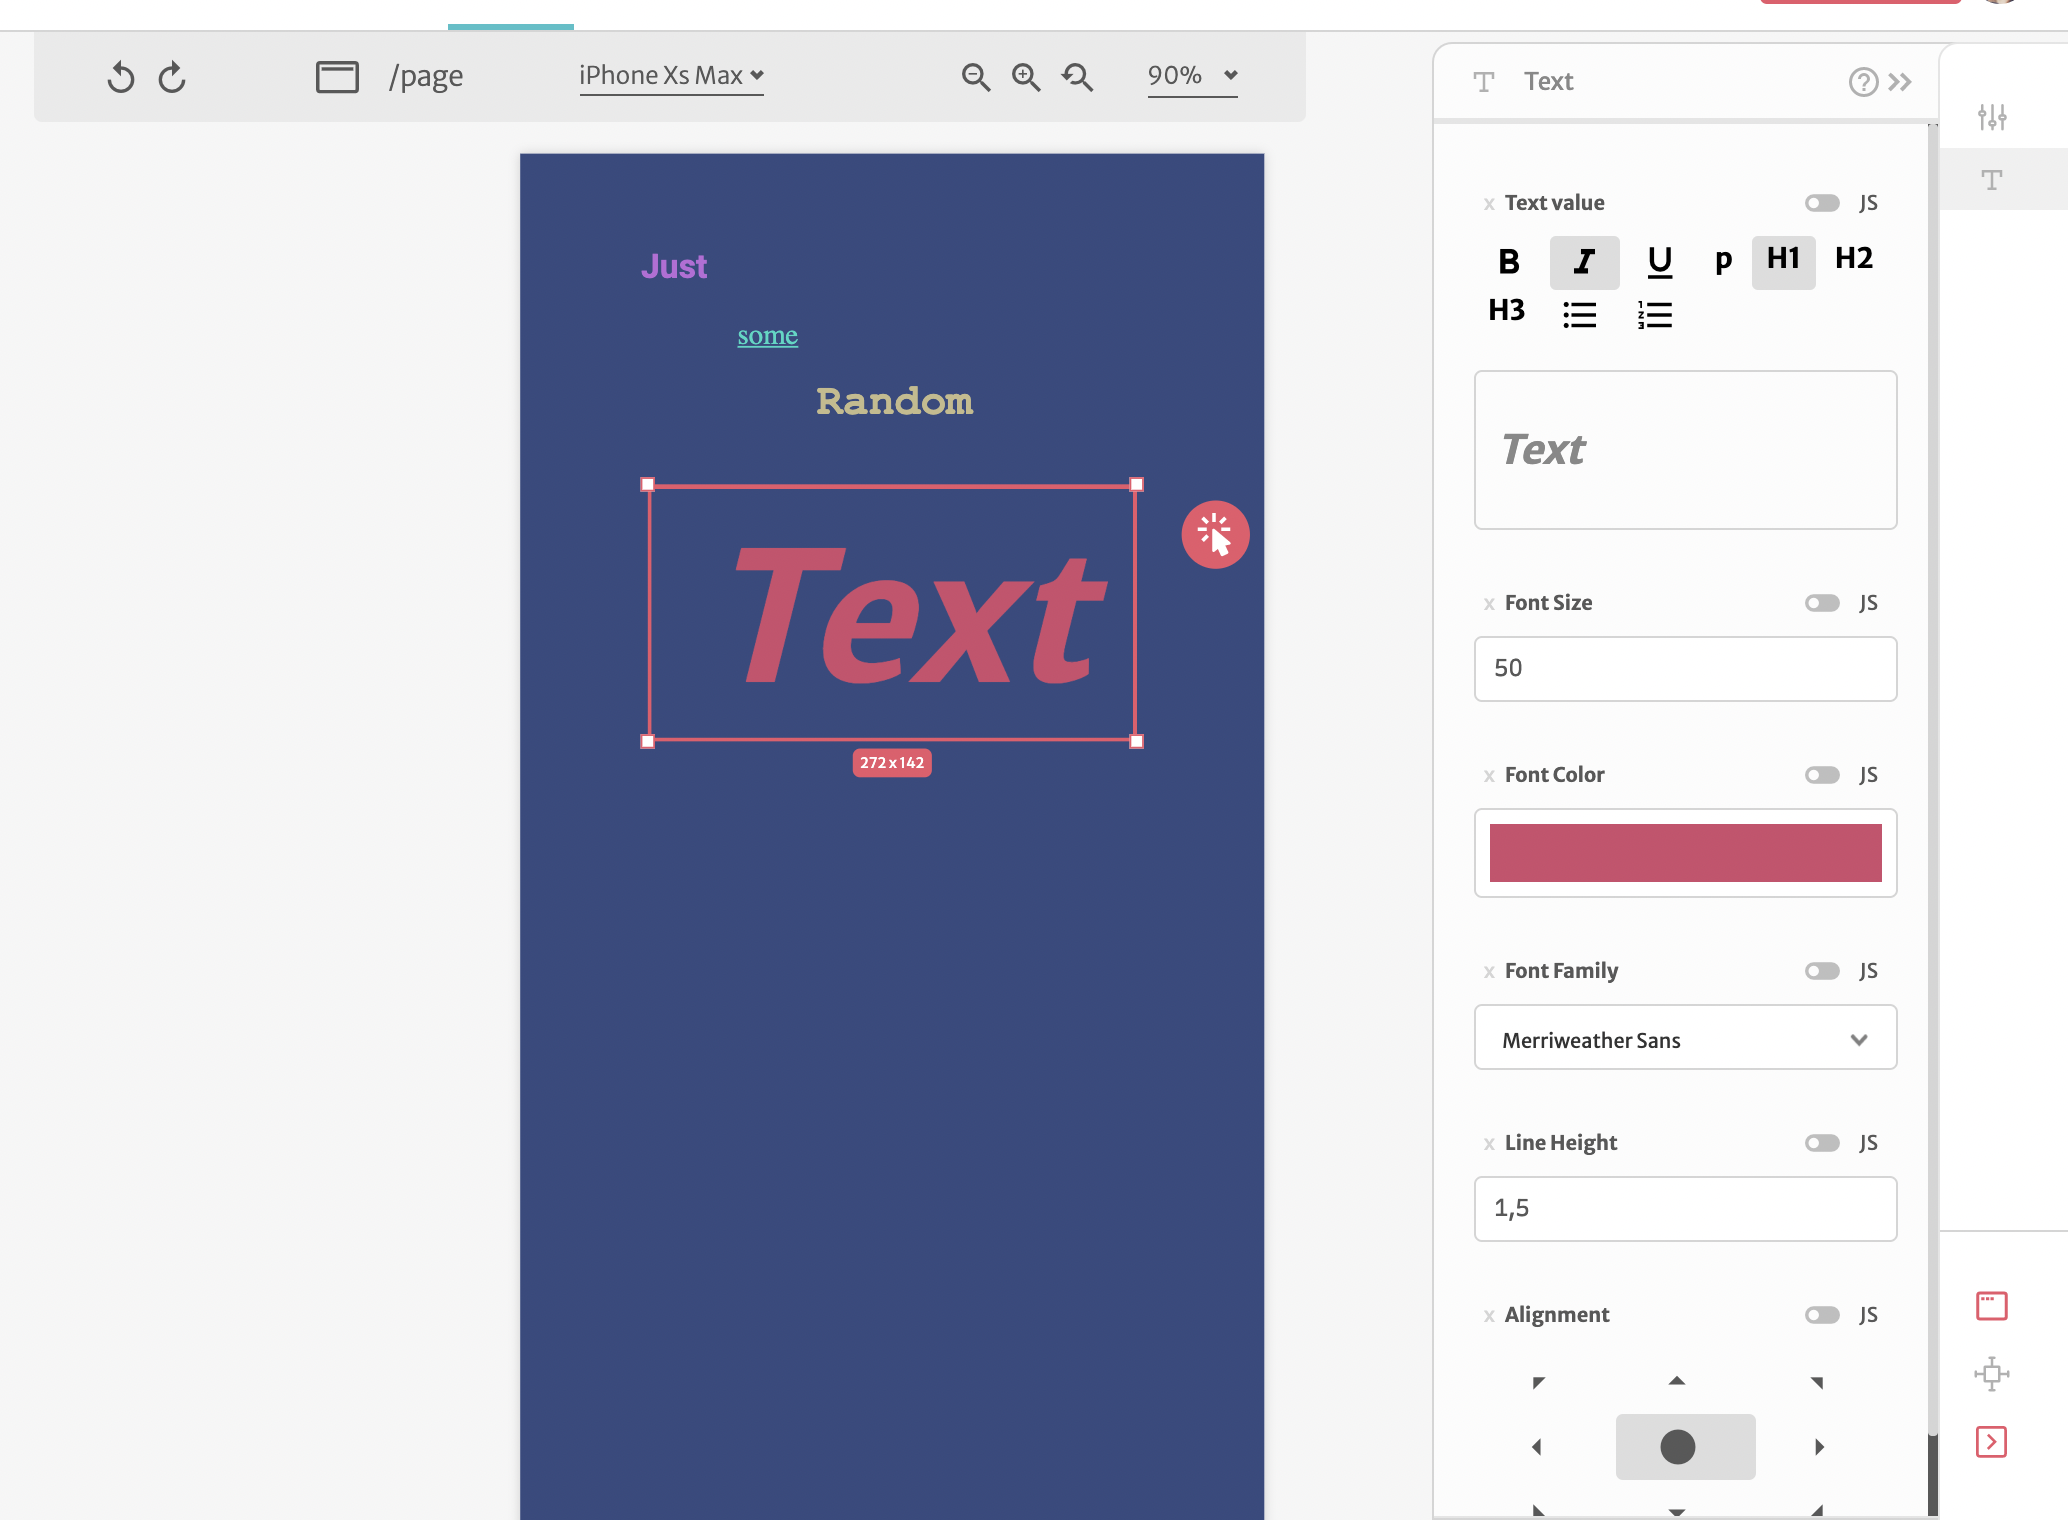 /page
iPhone Xs Max
90%
Text
Just
some
Random
Text
272 x 142
x Text value JS
B I U p H1 H2
H3
Text
x Font Size JS
50
x Font Color JS
x Font Family JS
Merriweather Sans
x Line Height JS
1,5
x Alignment JS